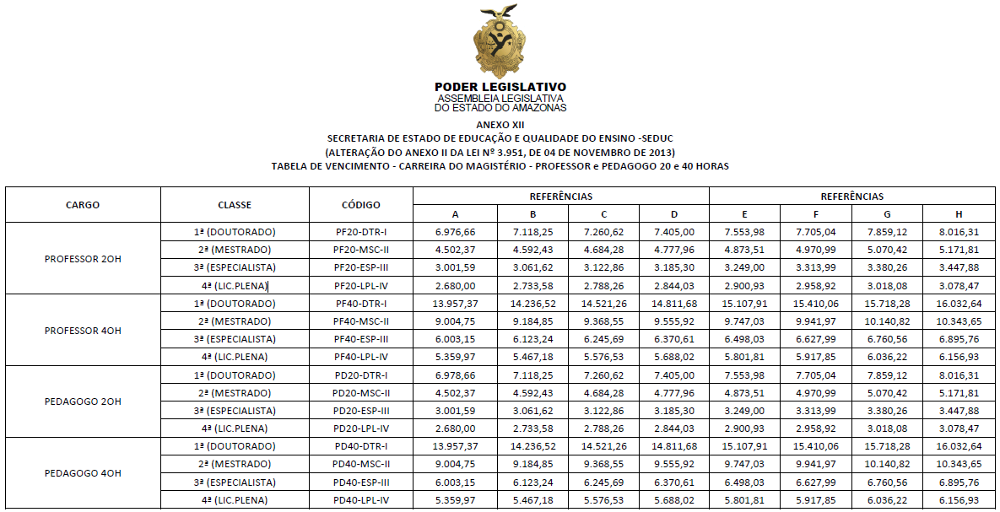 PODER LEGISLATIVO
ASSEMBLEIA LEGISLATIVA
DO ESTADO DO AMAZONAS
ANEXO XII
SECRETARIA DE ESTADO DE EDUCAÇÃO E QUALIDADE DO ENSINO -SEDUC
(ALTERAÇÃO DO ANEXO II DA LEI Nº 3.951, DE 04 DE NOVEMBRO DE 2013)
TABELA DE VENCIMENTO - CARREIRA DO MAGISTÉRIO - PROFESSOR e PEDAGOGO 20 e 40 HORAS
CARGO CLASSE CÓDIGO REFERÊNCIAS REFERÊNCIAS
A B C D E F G H
PROFESSOR 2OH
1ª (DOUTORADO) PF20-DTR-I 6.976,66 7.118,25 7.260,62 7.405,00 7.553,98 7.705,04 7.859,12 8.016,31
2ª (MESTRADO) PF20-MSC-II 4.502,37 4.592,43 4.684,28 4.777,96 4.873,51 4.970,99 5.070,42 5.171,81
3ª (ESPECIALISTA) PF20-ESP-III 3.001,59 3.061,62 3.122,86 3.185,30 3.249,00 3.313,99 3.380,26 3.447,88
4ª (LIC.PLENA) PF20-LPL-IV 2.680,00 2.733,58 2.788,26 2.844,03 2.900,93 2.958,92 3.018,08 3.078,47
PROFESSOR 4OH
1ª (DOUTORADO) PF40-DTR-I 13.957,37 14.236,52 14.521,26 14.811,68 15.107,91 15.410,06 15.718,28 16.032,64
2ª (MESTRADO) PF40-MSC-II 9.004,75 9.184,85 9.368,55 9.555,92 9.747,03 9.941,97 10.140,82 10.343,65
3ª (ESPECIALISTA) PF40-ESP-III 6.003,15 6.123,24 6.245,69 6.370,61 6.498,03 6.627,99 6.760,56 6.895,76
4ª (LIC.PLENA) PF40-LPL-IV 5.359,97 5.467,18 5.576,53 5.688,02 5.801,81 5.917,85 6.036,22 6.156,93
PEDAGOGO 2OH
1ª (DOUTORADO) PD20-DTR-I 6.978,66 7.118,25 7.260,62 7.405,00 7.553,98 7.705,04 7.859,12 8.016,31
2ª (MESTRADO) PD20-MSC-II 4.502,37 4.592,43 4.684,28 4.777,96 4.873,51 4.970,99 5.070,42 5.171,81
3ª (ESPECIALISTA) PD20-ESP-III 3.001,59 3.061,62 3.122,86 3.185,30 3.249,00 3.313,99 3.380,26 3.447,88
4ª (LIC.PLENA) PD20-LPL-IV 2.680,00 2.733,58 2.788,26 2.844,03 2.900,93 2.958,92 3.018,08 3.078,47
PEDAGOGO 4OH
1ª (DOUTORADO) PD40-DTR-I 13.957,37 14.236,52 14.521,26 14.811,68 15.107,91 15.410,06 15.718,28 16.032,64
2ª (MESTRADO) PD40-MSC-II 9.004,75 9.184,85 9.368,55 9.555,92 9.747,03 9.941,97 10.140,82 10.343,65
3ª (ESPECIALISTA) PD40-ESP-III 6.003,15 6.123,24 6.245,69 6.370,61 6.498,03 6.627,99 6.760,56 6.895,76
4ª (LIC.PLENA) PD40-LPL-IV 5.359,97 5.467,18 5.576,53 5.688,02 5.801,81 5.917,85 6.036,22 6.156,93